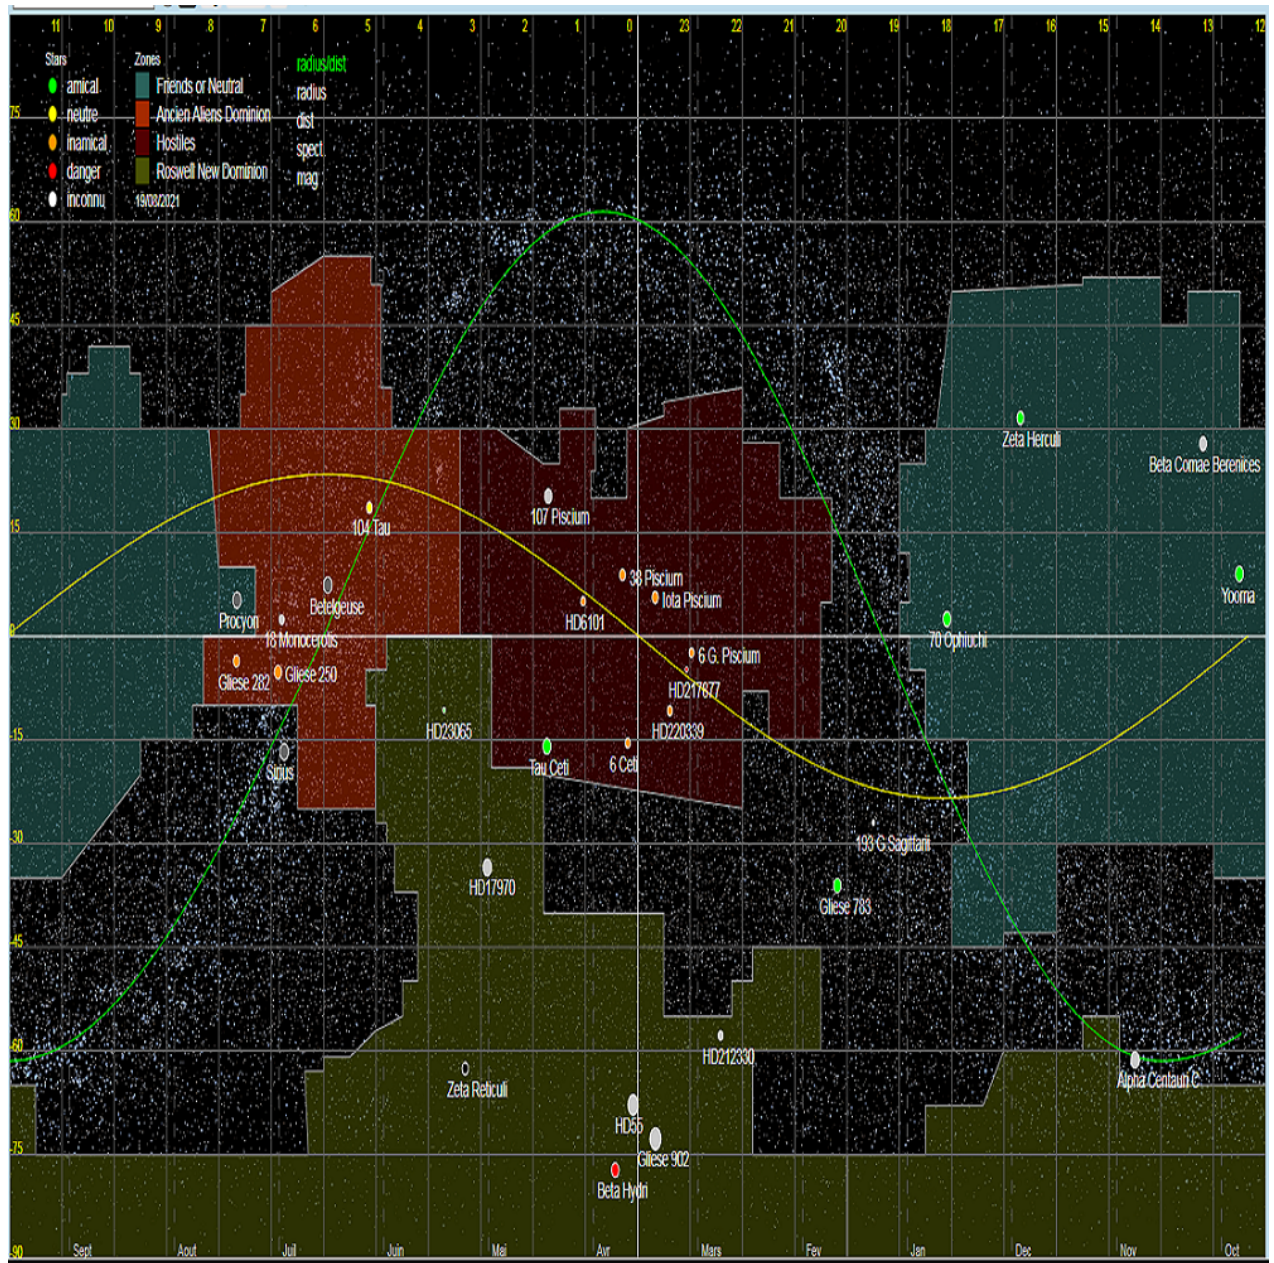 11 10 9 8 7 6 5 4 3 2 1 0 23 22 21 20 19 18 17 16 15 14 13 12
Stars
amical
neutre
inamical
danger
inconnu
Zones
Friends or Neutral
Ancien Aliens Dominion
Hostiles
Roswell New Dominion
19/08/2021
radius/dist
radius
dist
spect.
mag
75
60
45
30
15
0
-15
-30
-45
-60
-75
-90
Zeta Herculi
Beta Comae Berenices
107 Piscium
104 Tau
38 Piscium
Iota Piscium
Yooma
Betelgeuse
Procyon
HD6101
18 Monocerotis
70 Ophiuchi
6 G. Piscium
Gliese 282
Gliese 250
HD217877
HD23065
HD220339
Tau Ceti
6 Ceti
Sirius
193 G Sagittarii
HD17970
Gliese 783
HD212330
Zeta Reticuli
Alpha Centauri C
HD55
Gliese 902
Beta Hydri
Sept Aout Juil Juin Mai Avr Mars Fev Jan Dec Nov Oct